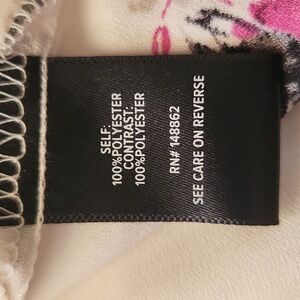 SELF:
100%POLYESTER
CONTRAST:
100%POLYESTER
RN# 148862
SEE CARE ON REVERSE